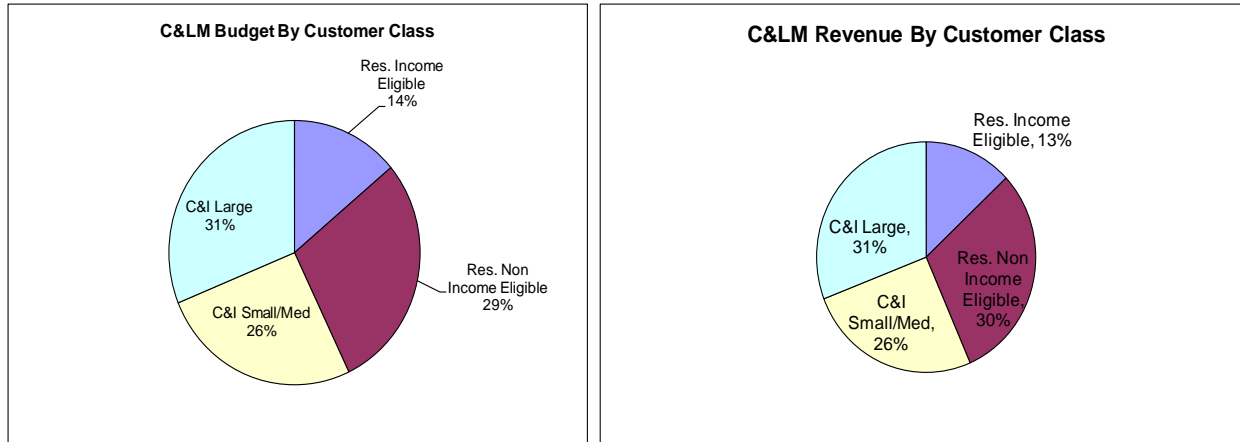 C&LM Budget By Customer Class
Res. Income
Eligible
14%
C&I Large
31%
Res. Non
Income Eligible
29%
C&I Small/Med
26%
C&LM Revenue By Customer Class
Res. Income
Eligible, 13%
C&I Large,
31%
Res. Non
Income
Eligible,
30%
C&I
Small/Med,
26%